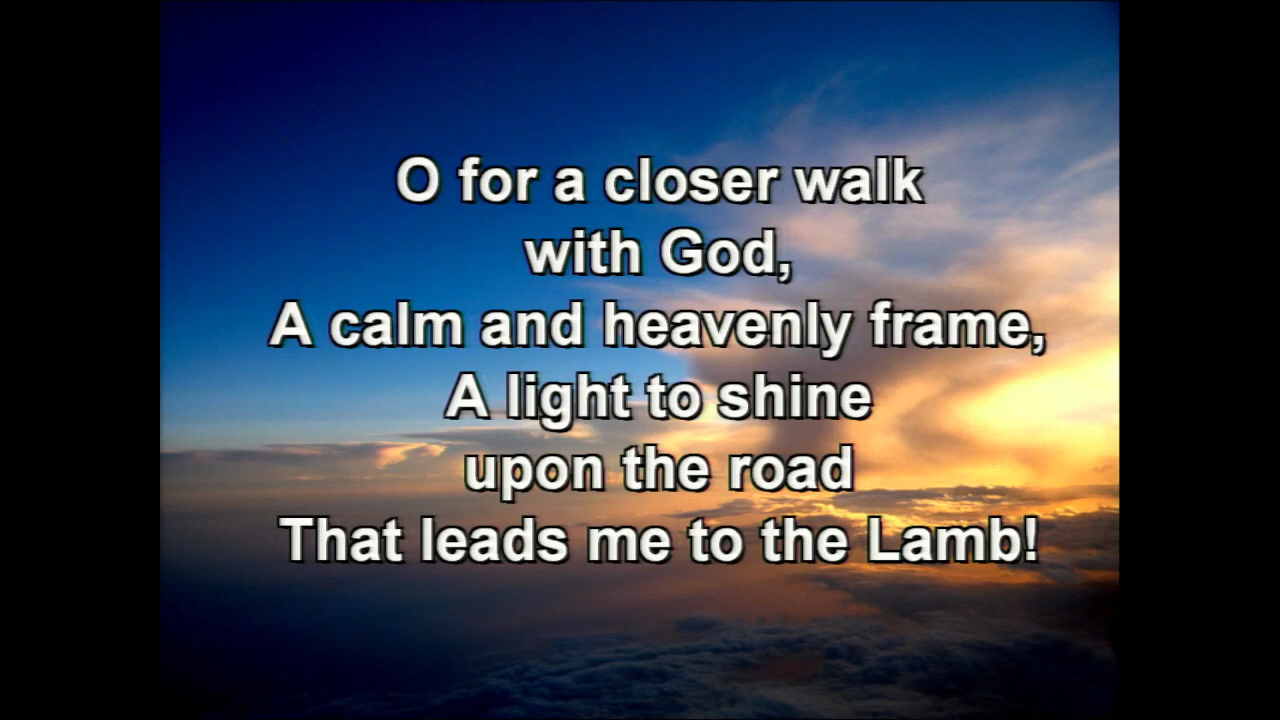 O for a closer walk
with God,
A calm and heavenly frame,
A light to shine
upon the road
That leads me to the Lamb!